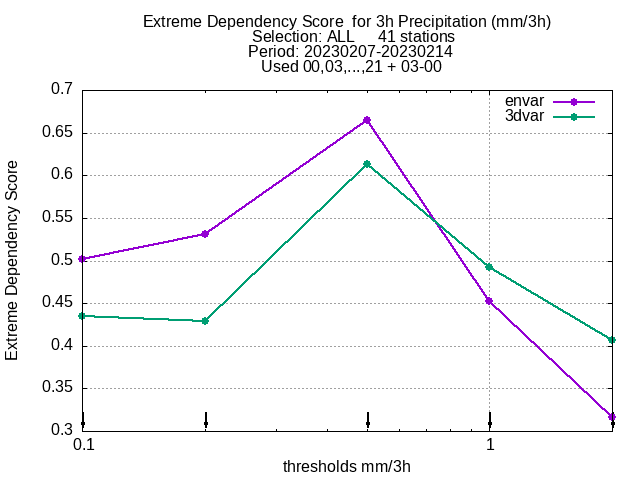 Extreme Dependency Score  for 3h Precipitation (mm/3h)
Selection: ALL     41 stations
Period: 20230207-20230214
Used 00,03,...,21 + 03-00
envar
3dvar
0.7
0.65
0.6
0.55
0.5
0.45
0.4
0.35
0.3
Extreme Dependency Score
0.1 1
thresholds mm/3h